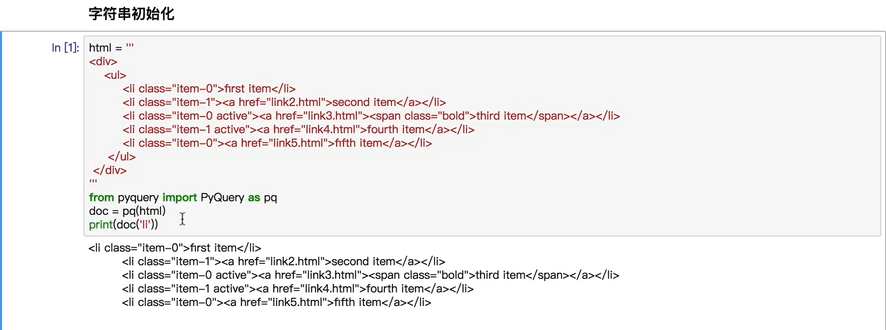 字符串初始化
In [1]: html = '''
<div>
<ul>
<li class="item-0">first item</li>
<li class="item-1"><a href="link2.html">second item</a></li>
<li class="item-0 active"><a href="link3.html"><span class="bold">third item</span></a></li>
<li class="item-1 active"><a href="link4.html">fourth item</a></li>
<li class="item-0"><a href="link5.html">fifth item</a></li>
</ul>
</div>
'''
from pyquery import PyQuery as pq
doc = pq(html)
print(doc('li'))
<li class="item-0">first item</li>
<li class="item-1"><a href="link2.html">second item</a></li>
<li class="item-0 active"><a href="link3.html"><span class="bold">third item</span></a></li>
<li class="item-1 active"><a href="link4.html">fourth item</a></li>
<li class="item-0"><a href="link5.html">fifth item</a></li>